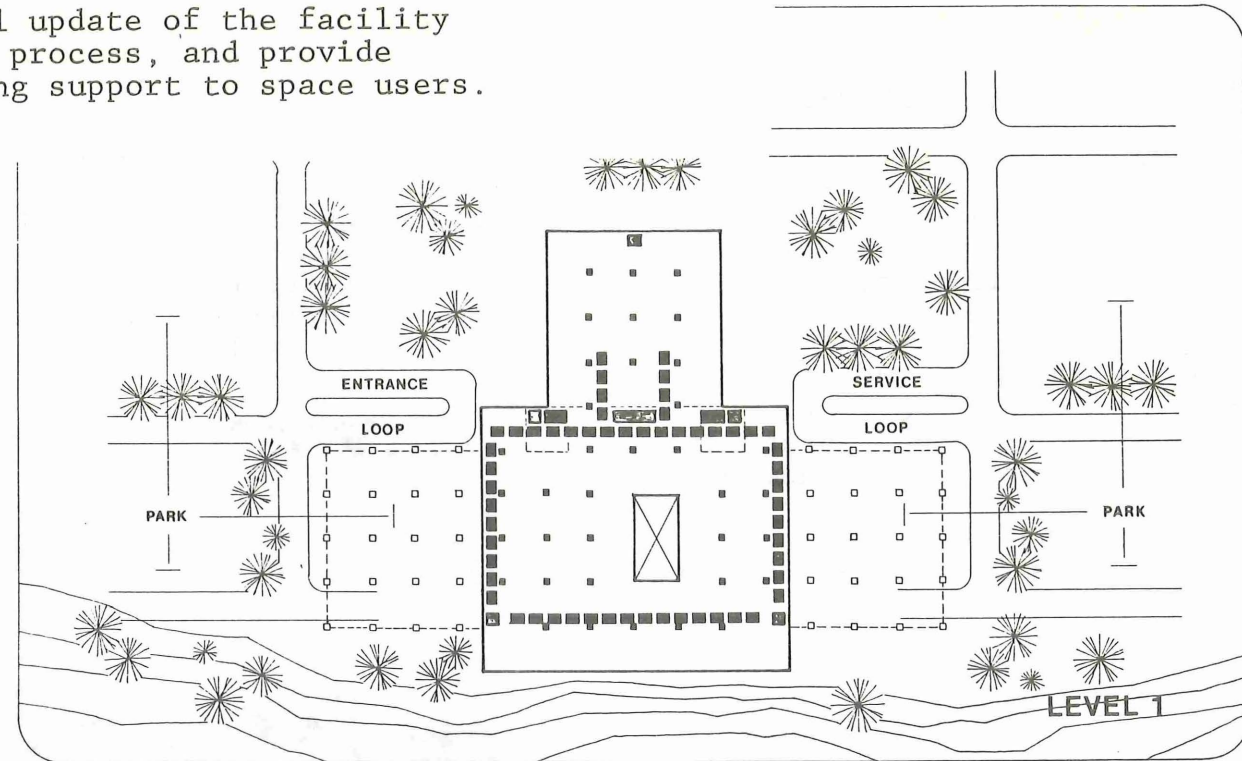 update of the facility
process, and provide
support to space users.
ENTRANCE
LOOP
SERVICE
LOOP
PARK
PARK
LEVEL 1